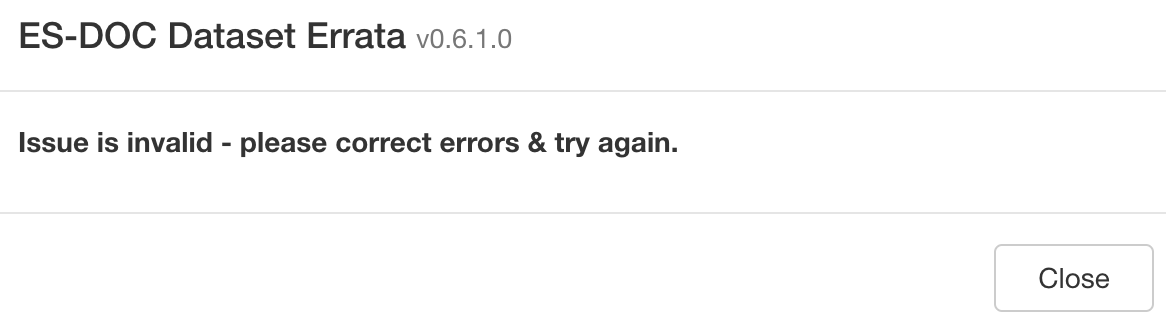 ES-DOC Dataset Errata v0.6.1.0
Issue is invalid - please correct errors & try again.
Close